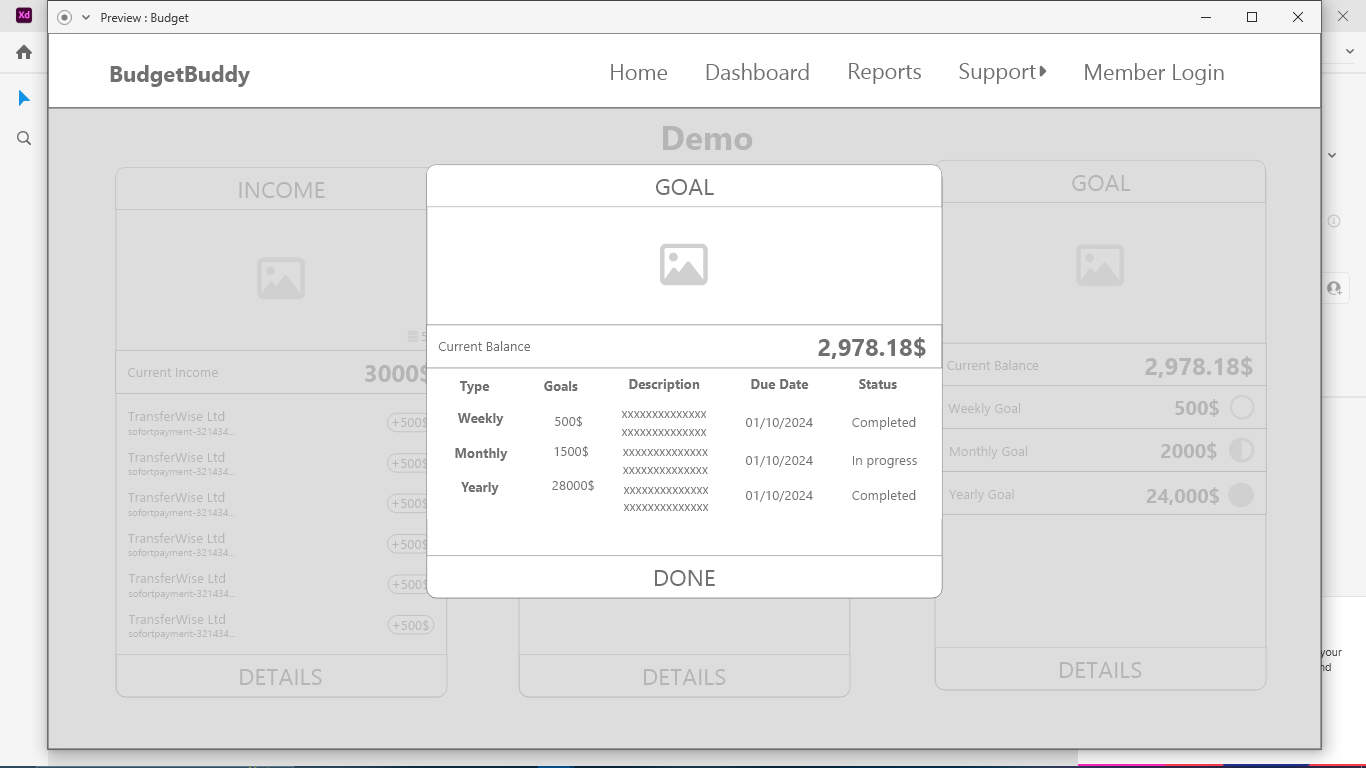 Xd
Preview : Budget
BudgetBuddy
Home
Dashboard
Reports
Support
Member Login
Demo
INCOME
Current Income
3000$
TransferWise Ltd
sofortpayment-321434...
+500$
TransferWise Ltd
sofortpayment-321434...
+500$
TransferWise Ltd
sofortpayment-321434...
+500$
TransferWise Ltd
sofortpayment-321434...
+500$
TransferWise Ltd
sofortpayment-321434...
+500$
TransferWise Ltd
sofortpayment-321434...
+500$
DETAILS
GOAL
Current Balance
2,978.18$
Type Goals Description Due Date Status
Weekly 500$ xxxxxxxxxxxxxx 01/10/2024 Completed
xxxxxxxxxxxxxx
Monthly 1500$ xxxxxxxxxxxxxx 01/10/2024 In progress
xxxxxxxxxxxxxx
Yearly 28000$ xxxxxxxxxxxxxx 01/10/2024 Completed
xxxxxxxxxxxxxx
DONE
DETAILS
GOAL
Current Balance
2,978.18$
Weekly Goal
500$
Monthly Goal
2000$
Yearly Goal
24,000$
DETAILS
your